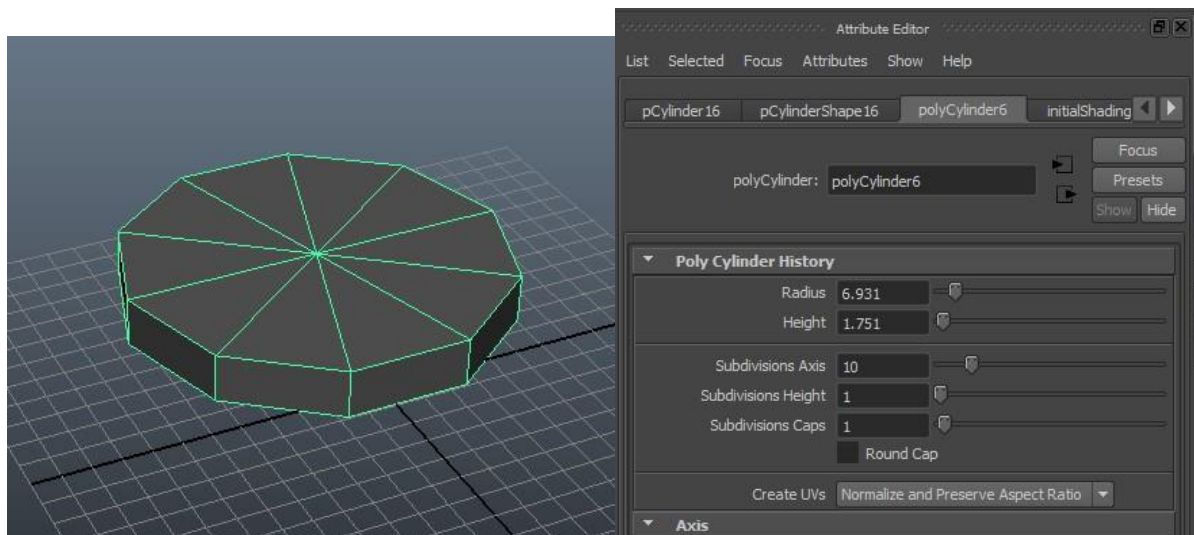 Attribute Editor
List Selected Focus Attributes Show Help
pCylinder16 pCylinderShape16 polyCylinder6 initialShading
Focus
polyCylinder: polyCylinder6 Presets
Show Hide
Poly Cylinder History
Radius 6.931
Height 1.751
Subdivisions Axis 10
Subdivisions Height 1
Subdivisions Caps 1
Round Cap
Create UVs Normalize and Preserve Aspect Ratio
Axis